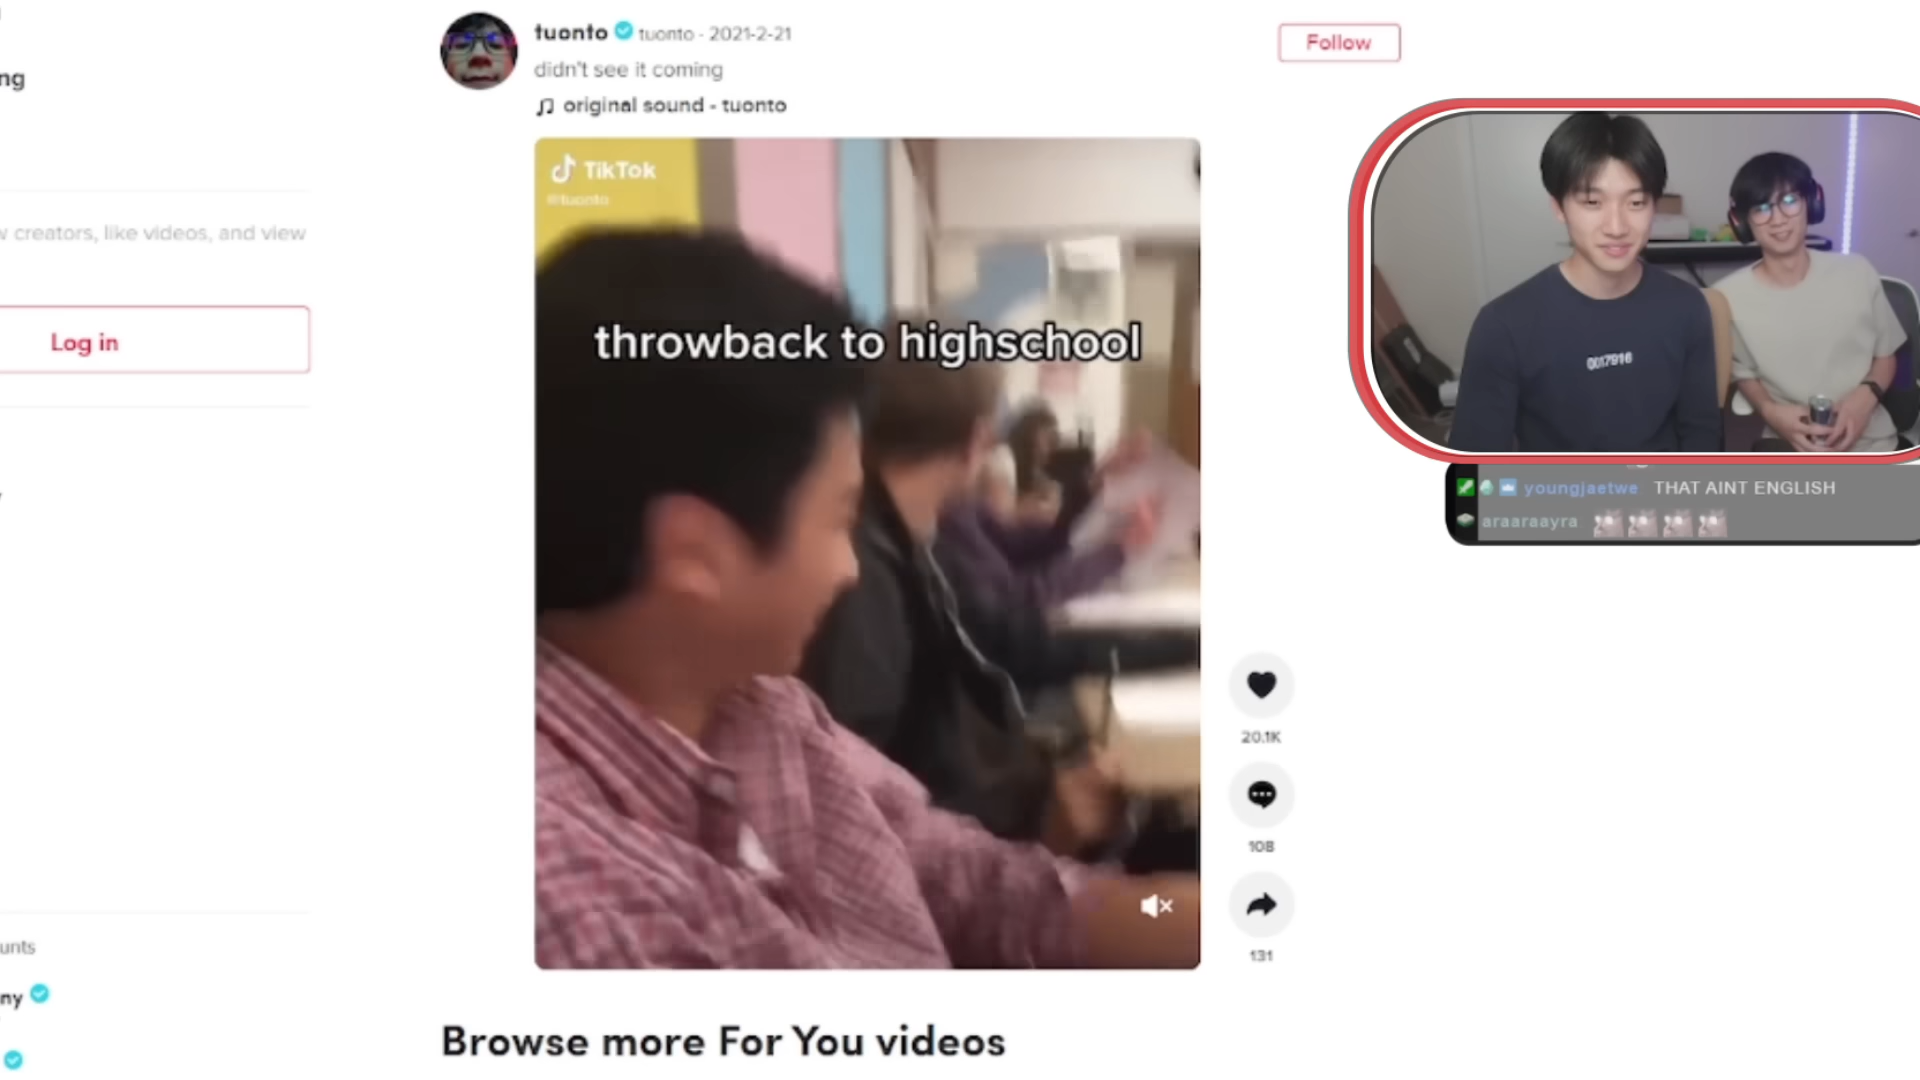 ng
creators, like videos, and view
Log in
unts
ny
tuonto tuonto · 2021-2-21
didn't see it coming
original sound - tuonto
Follow
TikTok
@tuonto
throwback to highschool
20.1K
108
131
Browse more For You videos
0017916
youngjaetwe THAT AINT ENGLISH
araaraayra